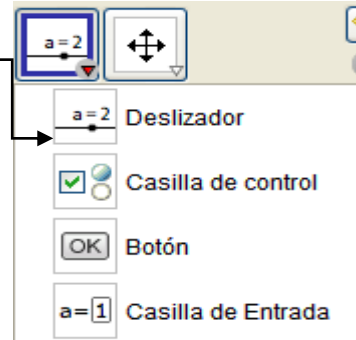 a=2
a=2 Deslizador
Casilla de control
OK Botón
a=1 Casilla de Entrada